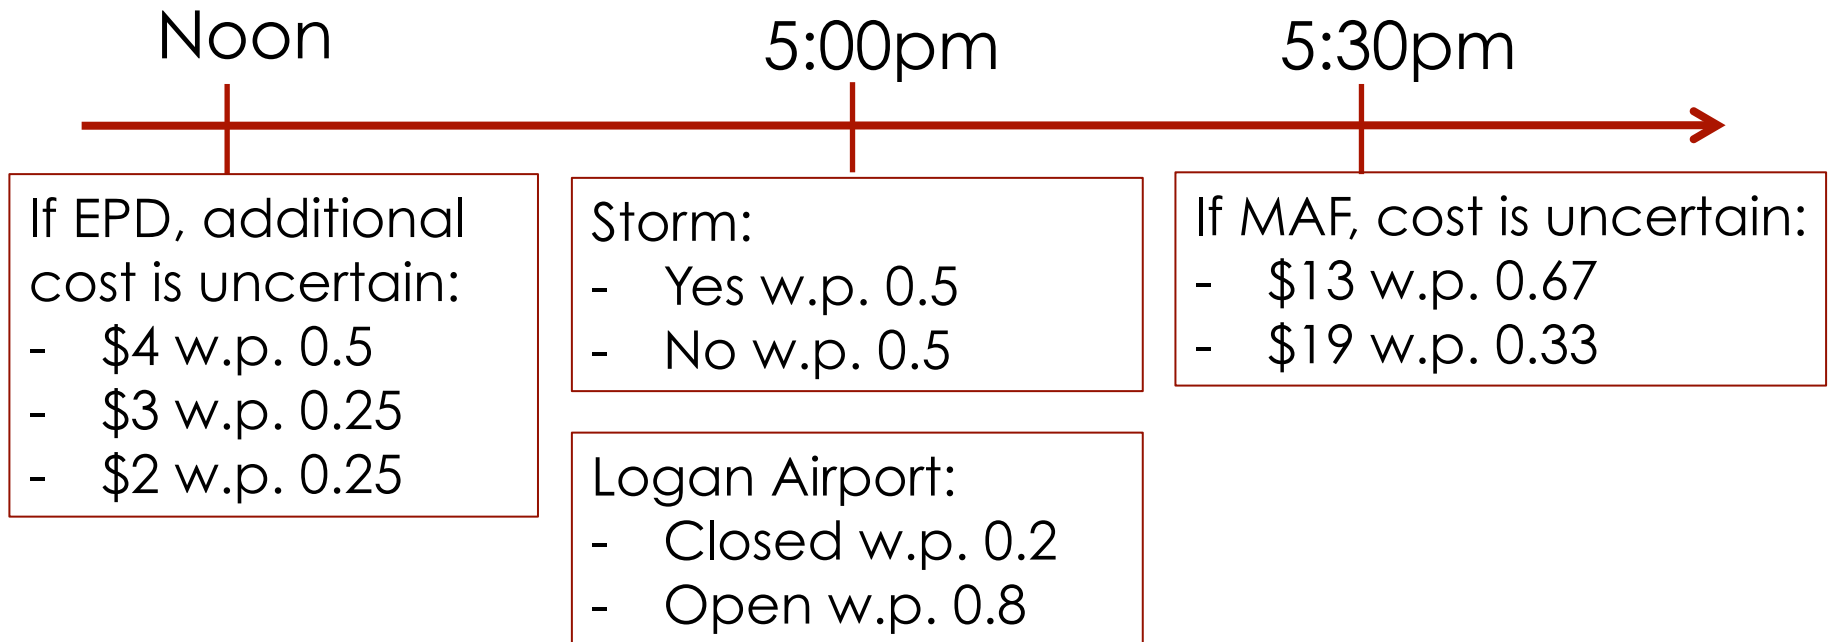 Noon
5:00pm
5:30pm
If EPD, additional
cost is uncertain:
- $4 w.p. 0.5
- $3 w.p. 0.25
- $2 w.p. 0.25
Storm:
- Yes w.p. 0.5
- No w.p. 0.5
Logan Airport:
- Closed w.p. 0.2
- Open w.p. 0.8
If MAF, cost is uncertain:
- $13 w.p. 0.67
- $19 w.p. 0.33